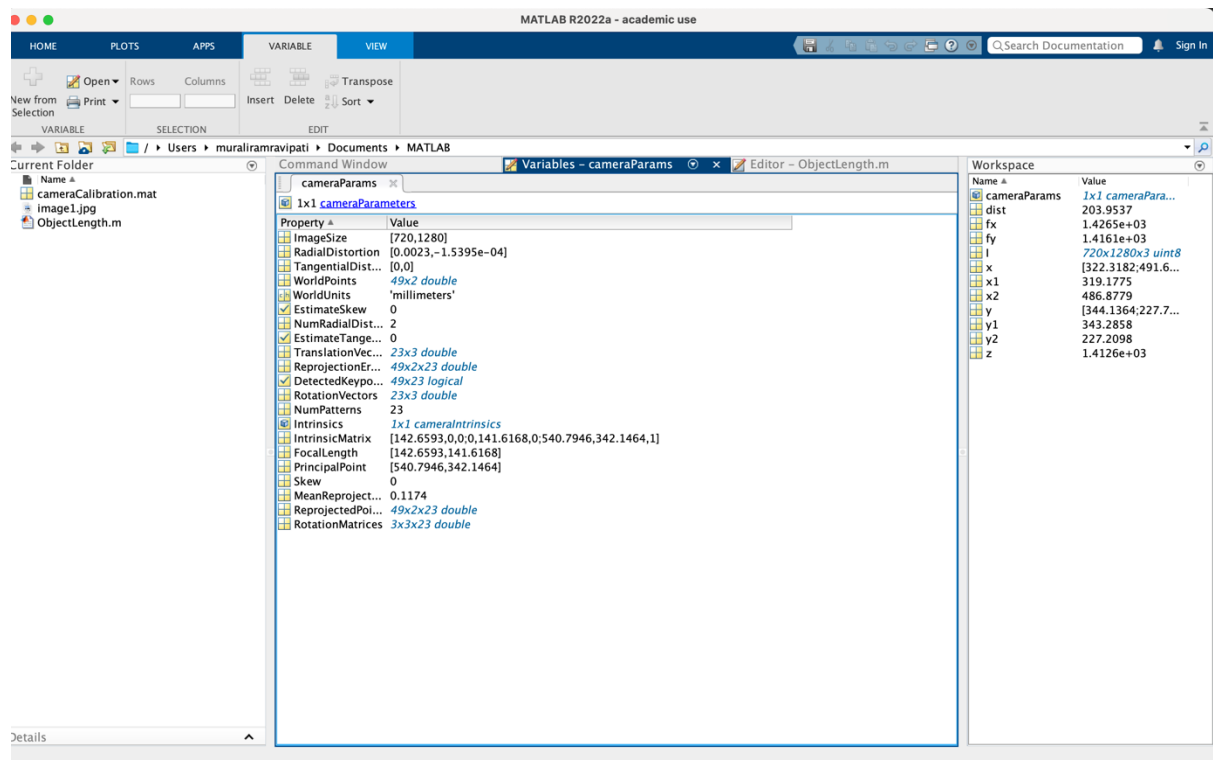 MATLAB R2022a - academic use
HOME PLOTS APPS VARIABLE VIEW
Search Documentation Sign In
New from Selection
Open
Print
Rows Columns
Insert Delete
Transpose
Sort
VARIABLE SELECTION EDIT
/ Users muraliramravipati Documents MATLAB
Current Folder
Name
cameraCalibration.mat
image1.jpg
ObjectLength.m
Details
Command Window Variables - cameraParams Editor - ObjectLength.m
cameraParams
1x1 cameraParameters
Property Value
ImageSize [720,1280]
RadialDistortion [0.0023,-1.5395e-04]
TangentialDist... [0,0]
WorldPoints 49x2 double
WorldUnits 'millimeters'
EstimateSkew 0
NumRadialDist... 2
EstimateTange... 0
TranslationVec... 23x3 double
ReprojectionEr... 49x2x23 double
DetectedKeypo... 49x23 logical
RotationVectors 23x3 double
NumPatterns 23
Intrinsics 1x1 cameraIntrinsics
IntrinsicMatrix [142.6593,0,0;0,141.6168,0;540.7946,342.1464,1]
FocalLength [142.6593,141.6168]
PrincipalPoint [540.7946,342.1464]
Skew 0
MeanReproject... 0.1174
ReprojectedPoi... 49x2x23 double
RotationMatrices 3x3x23 double
Workspace
Name Value
cameraParams 1x1 cameraPara...
dist 203.9537
fx 1.4265e+03
fy 1.4161e+03
I 720x1280x3 uint8
x [322.3182;491.6...
x1 319.1775
x2 486.8779
y [344.1364;227.7...
y1 343.2858
y2 227.2098
z 1.4126e+03